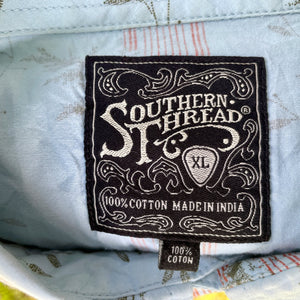 SOUTHERN
THREAD®
XL
100% COTTON MADE IN INDIA
100%
COTON